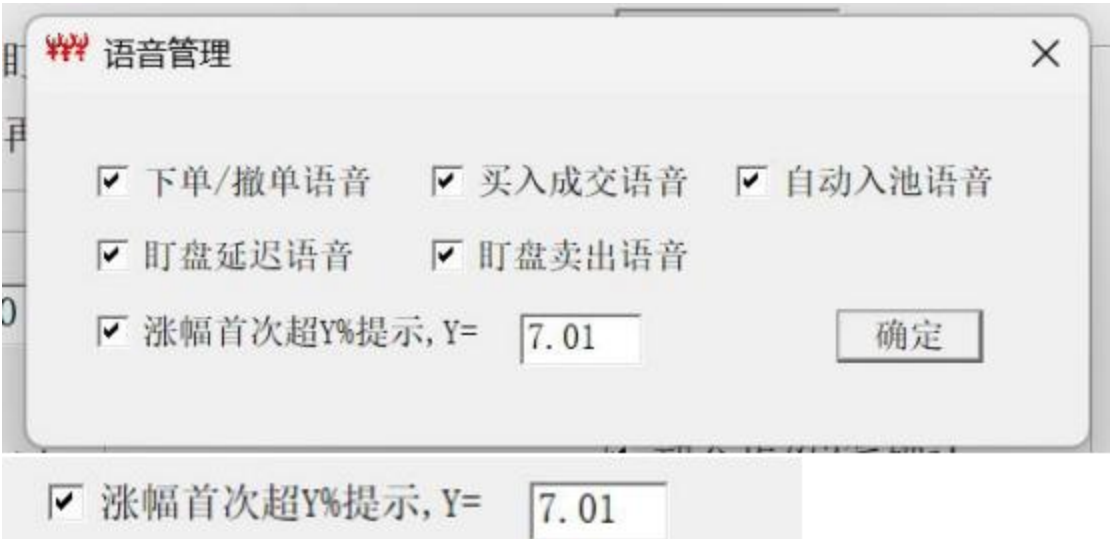 语音管理
下单/撤单语音 买入成交语音 自动入池语音
盯盘延迟语音 盯盘卖出语音
涨幅首次超Y%提示,Y= 7.01 确定
涨幅首次超Y%提示,Y= 7.01